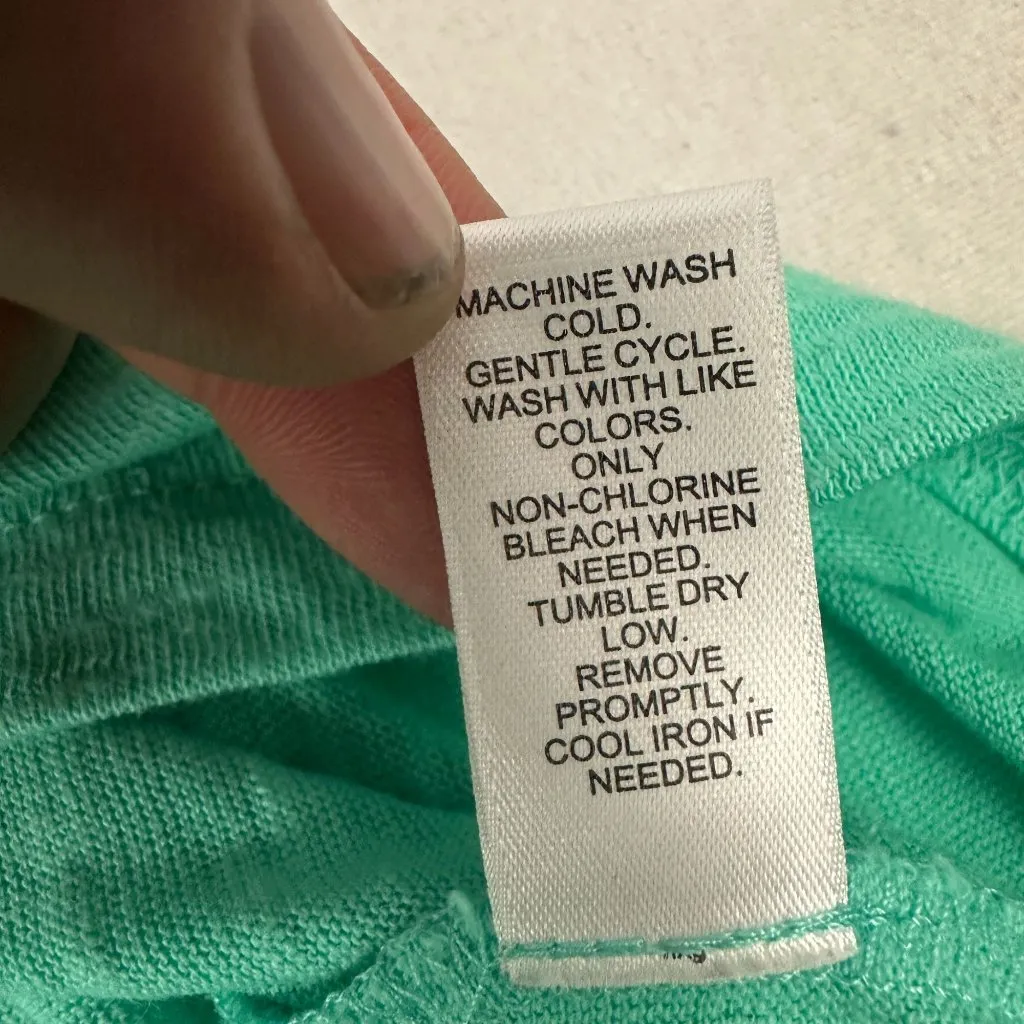 MACHINE WASH
COLD.
GENTLE CYCLE.
WASH WITH LIKE
COLORS.
ONLY
NON-CHLORINE
BLEACH WHEN
NEEDED.
TUMBLE DRY
LOW.
REMOVE
PROMPTLY.
COOL IRON IF
NEEDED.